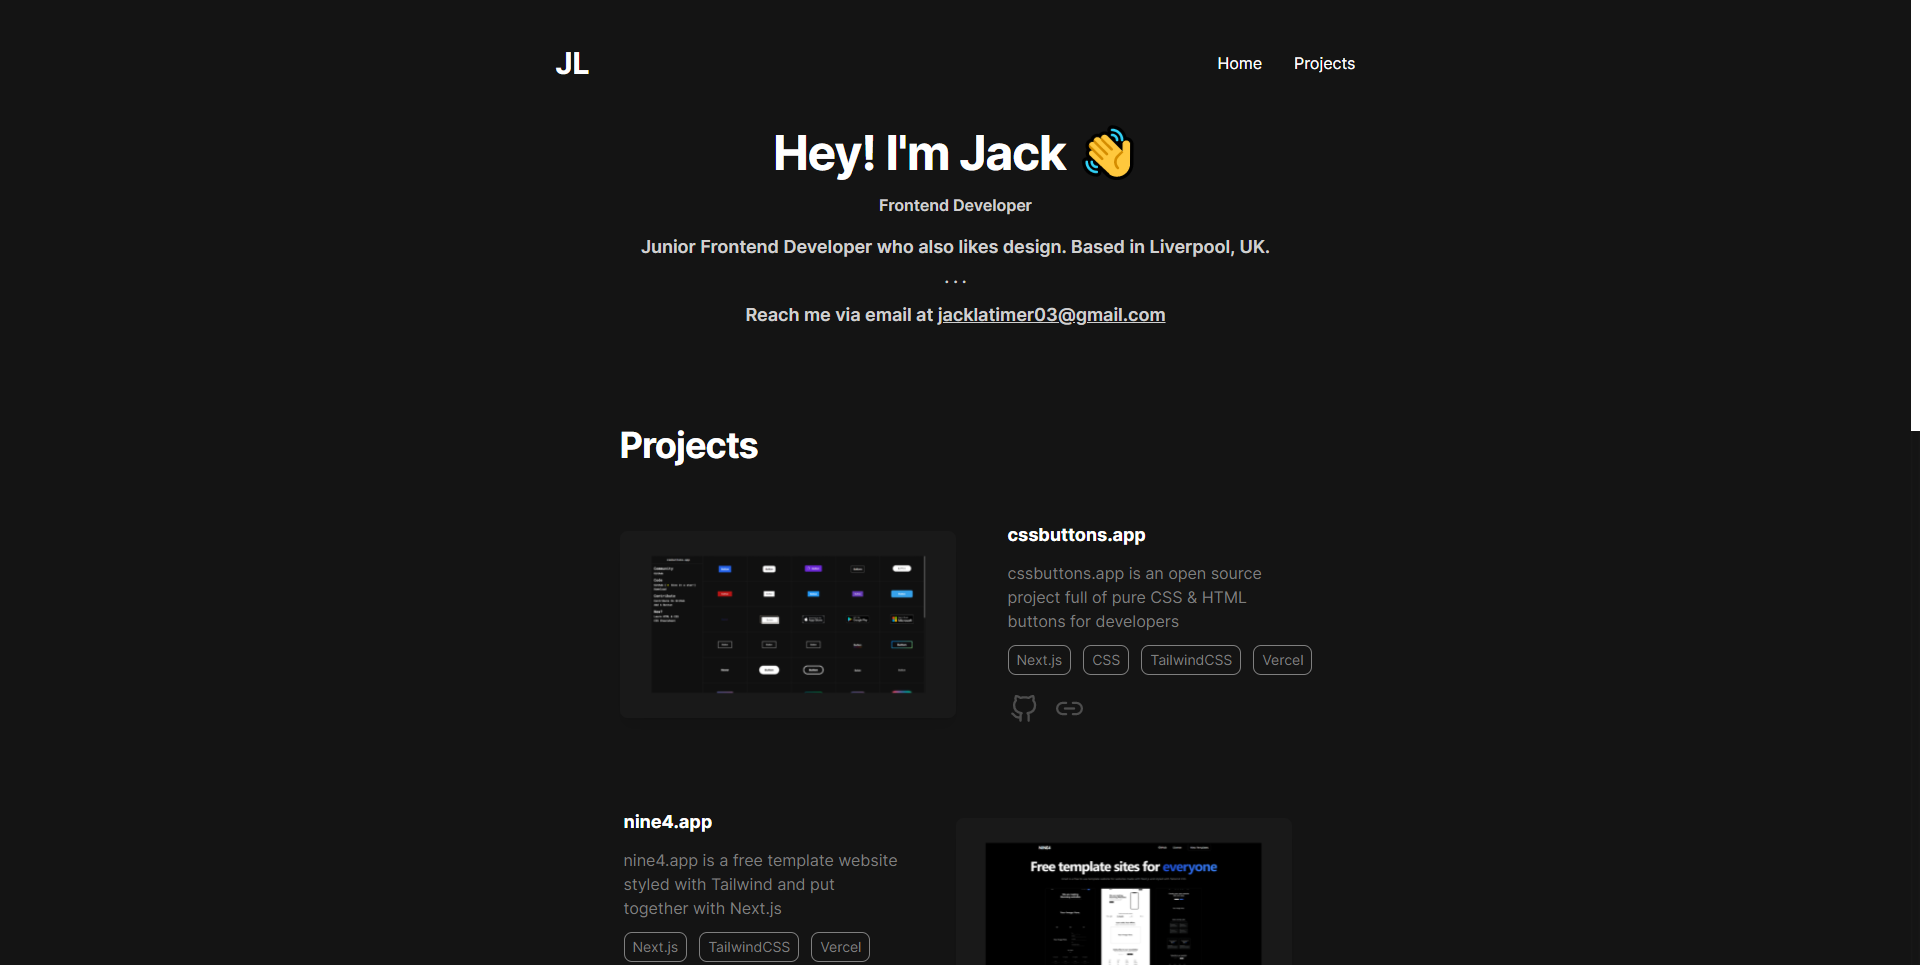 JL
Home Projects
Hey! I'm Jack 👋
Frontend Developer
Junior Frontend Developer who also likes design. Based in Liverpool, UK.
...
Reach me via email at jacklatimer03@gmail.com
Projects
cssbuttons.app
cssbuttons.app is an open source
project full of pure CSS & HTML
buttons for developers
Next.js CSS TailwindCSS Vercel
nine4.app
nine4.app is a free template website
styled with Tailwind and put
together with Next.js
Next.js TailwindCSS Vercel
NINE4
Free template sites for everyone